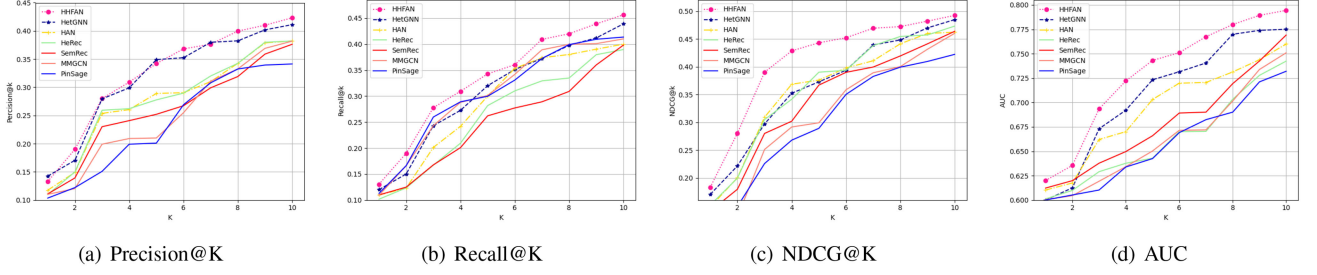 0.45
0.40
0.35
0.30
0.25
0.20
0.15
0.10
Percision@k
HHFAN
HetGNN
HAN
HeRec
SemRec
MMGCN
PinSage
2 4 6 8 10
K
(a) Precision@K
0.45
0.40
0.35
0.30
0.25
0.20
0.15
0.10
Recall@k
HHFAN
HetGNN
HAN
HeRec
SemRec
MMGCN
PinSage
2 4 6 8 10
K
(b) Recall@K
0.50
0.45
0.40
0.35
0.30
0.25
0.20
NDCG@k
HHFAN
HetGNN
HAN
HeRec
SemRec
MMGCN
PinSage
2 4 6 8 10
K
(c) NDCG@K
0.800
0.775
0.750
0.725
0.700
0.675
0.650
0.625
0.600
AUC
HHFAN
HetGNN
HAN
HeRec
SemRec
MMGCN
PinSage
2 4 6 8 10
K
(d) AUC